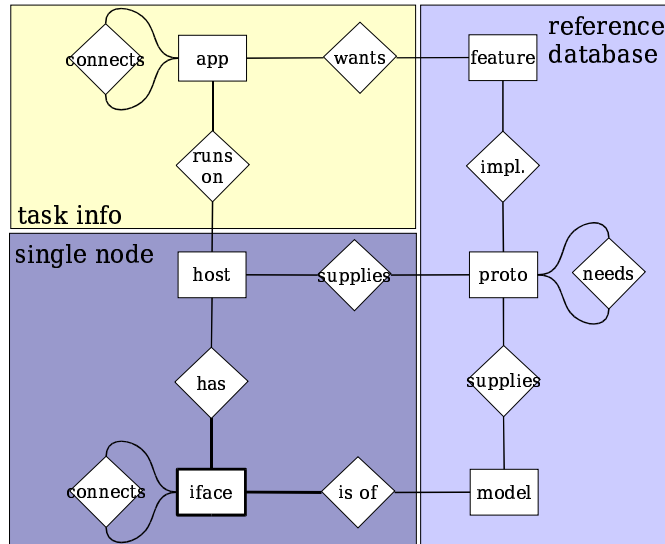 reference
database
connects
app
wants
feature
runs
on
impl.
task info
single node
host
supplies
proto
needs
has
supplies
connects
iface
is of
model